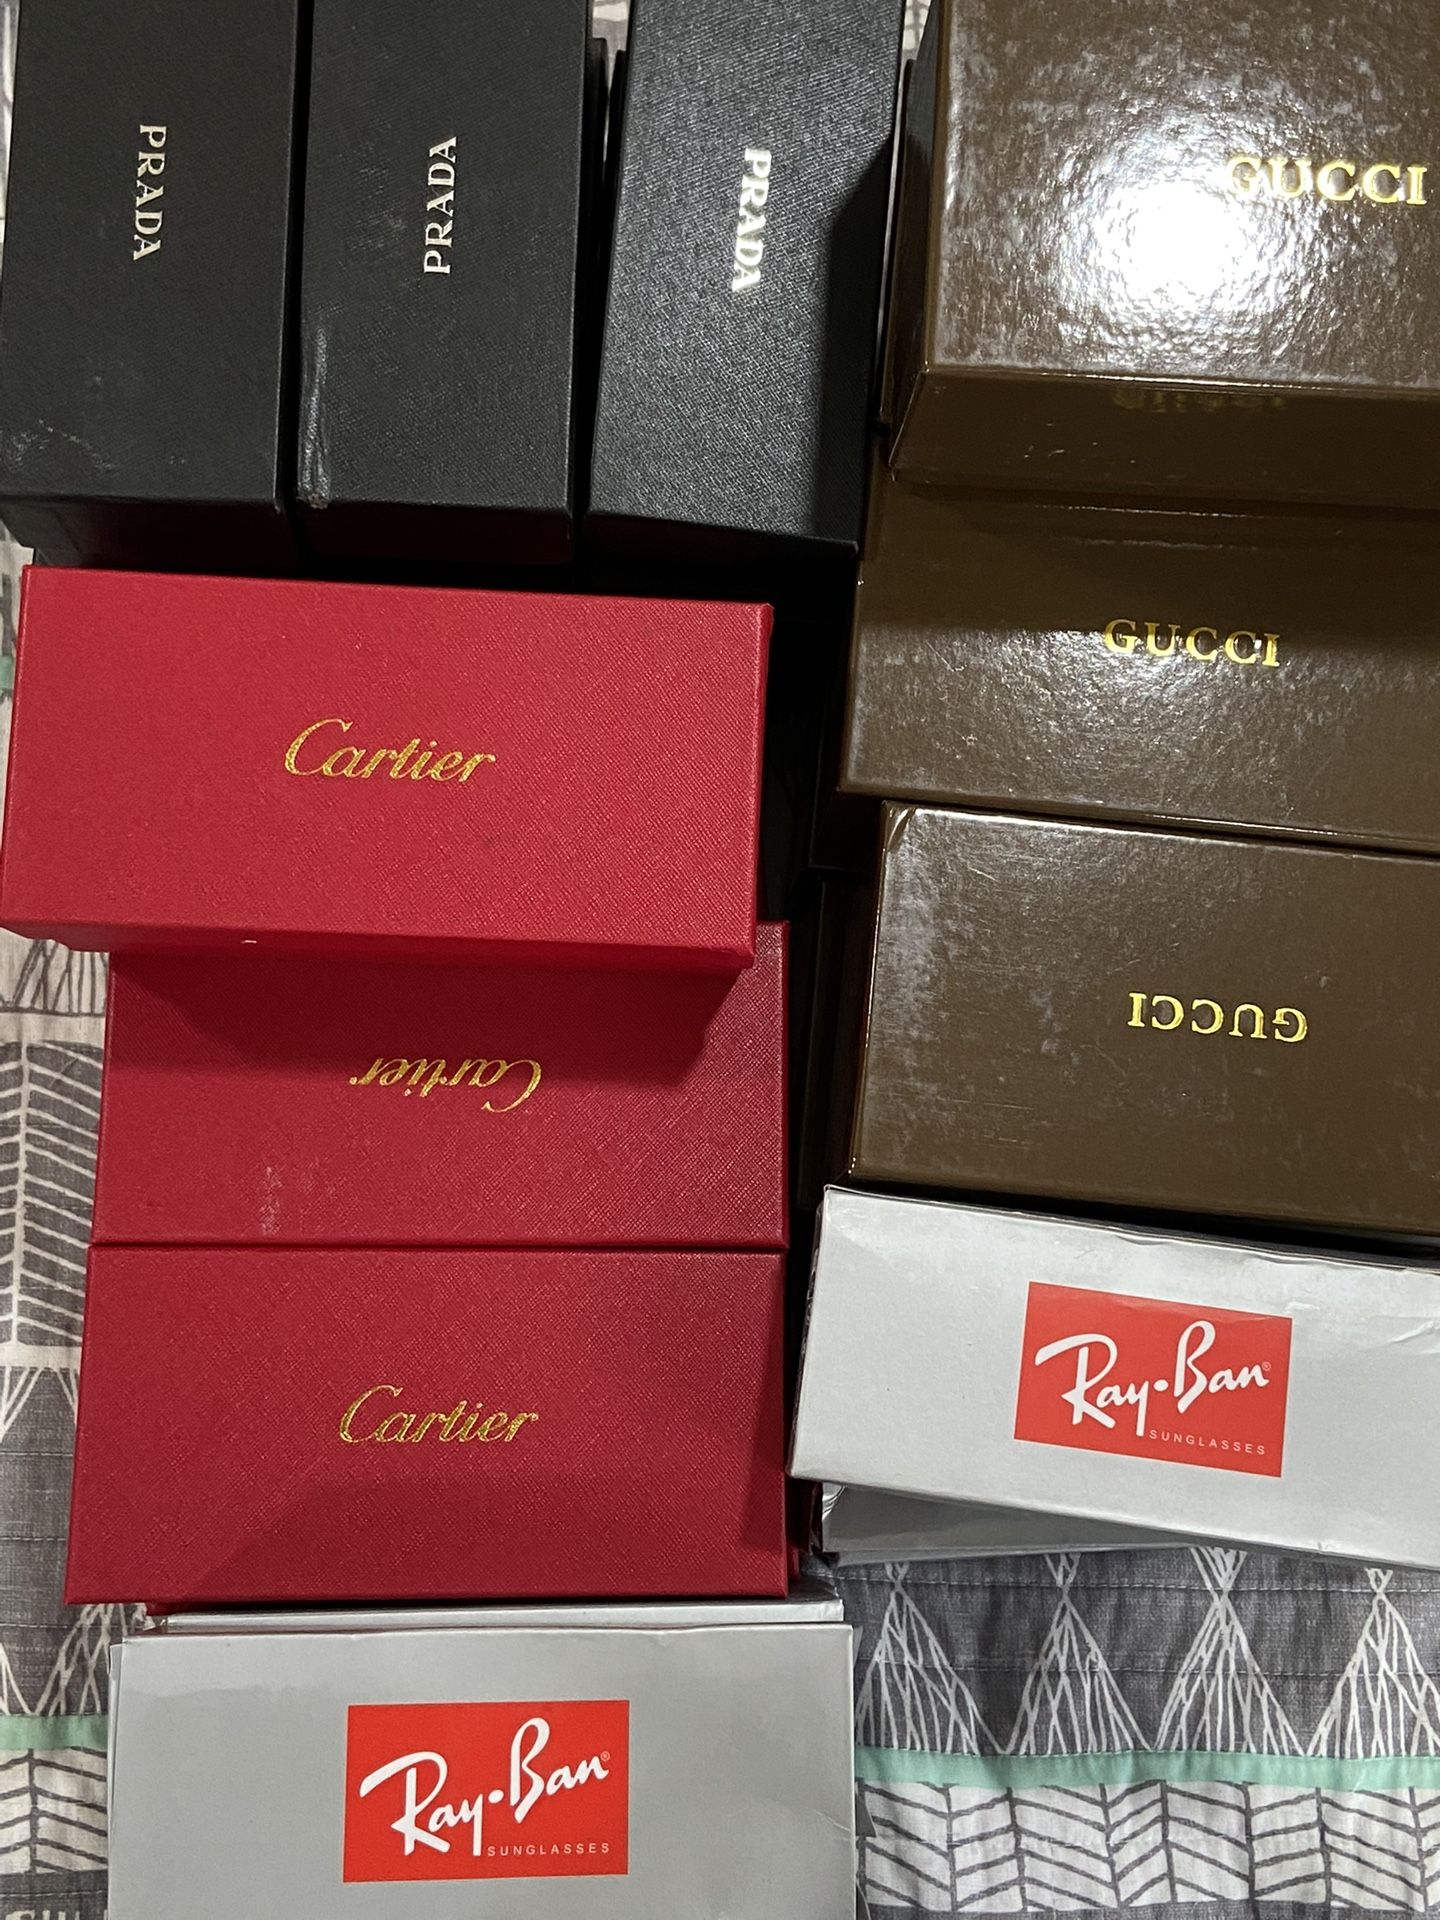 PRADA
PRADA
PRADA
GUCCI
GUCCI
GUCCI
Cartier
Cartier
Cartier
Ray-Ban®
SUNGLASSES
Ray-Ban®
SUNGLASSES